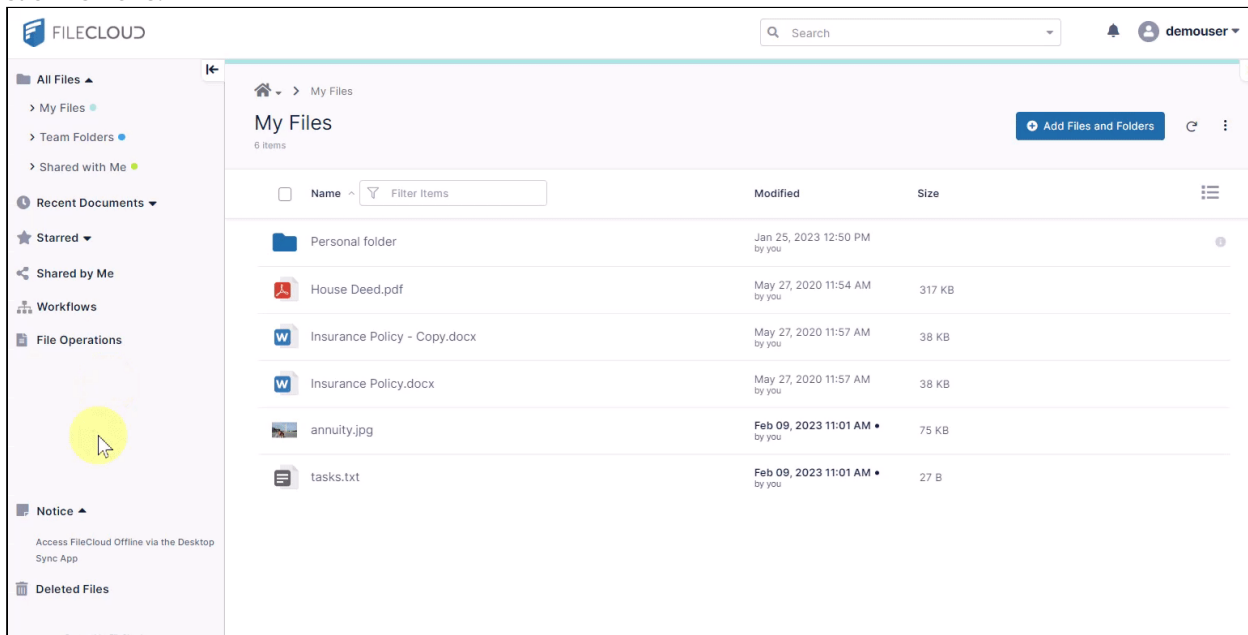 FILECLOUD
Search
demouser
All Files
My Files
Team Folders
Shared with Me
Recent Documents
Starred
Shared by Me
Workflows
File Operations
Notice
Access FileCloud Offline via the Desktop
Sync App
Deleted Files
My Files
My Files
6 items
Add Files and Folders
Name Filter Items Modified Size
Personal folder Jan 25, 2023 12:50 PM
by you
House Deed.pdf May 27, 2020 11:54 AM 317 KB
by you
Insurance Policy - Copy.docx May 27, 2020 11:57 AM 38 KB
by you
Insurance Policy.docx May 27, 2020 11:57 AM 38 KB
by you
annuity.jpg Feb 09, 2023 11:01 AM • 75 KB
by you
tasks.txt Feb 09, 2023 11:01 AM • 27 B
by you